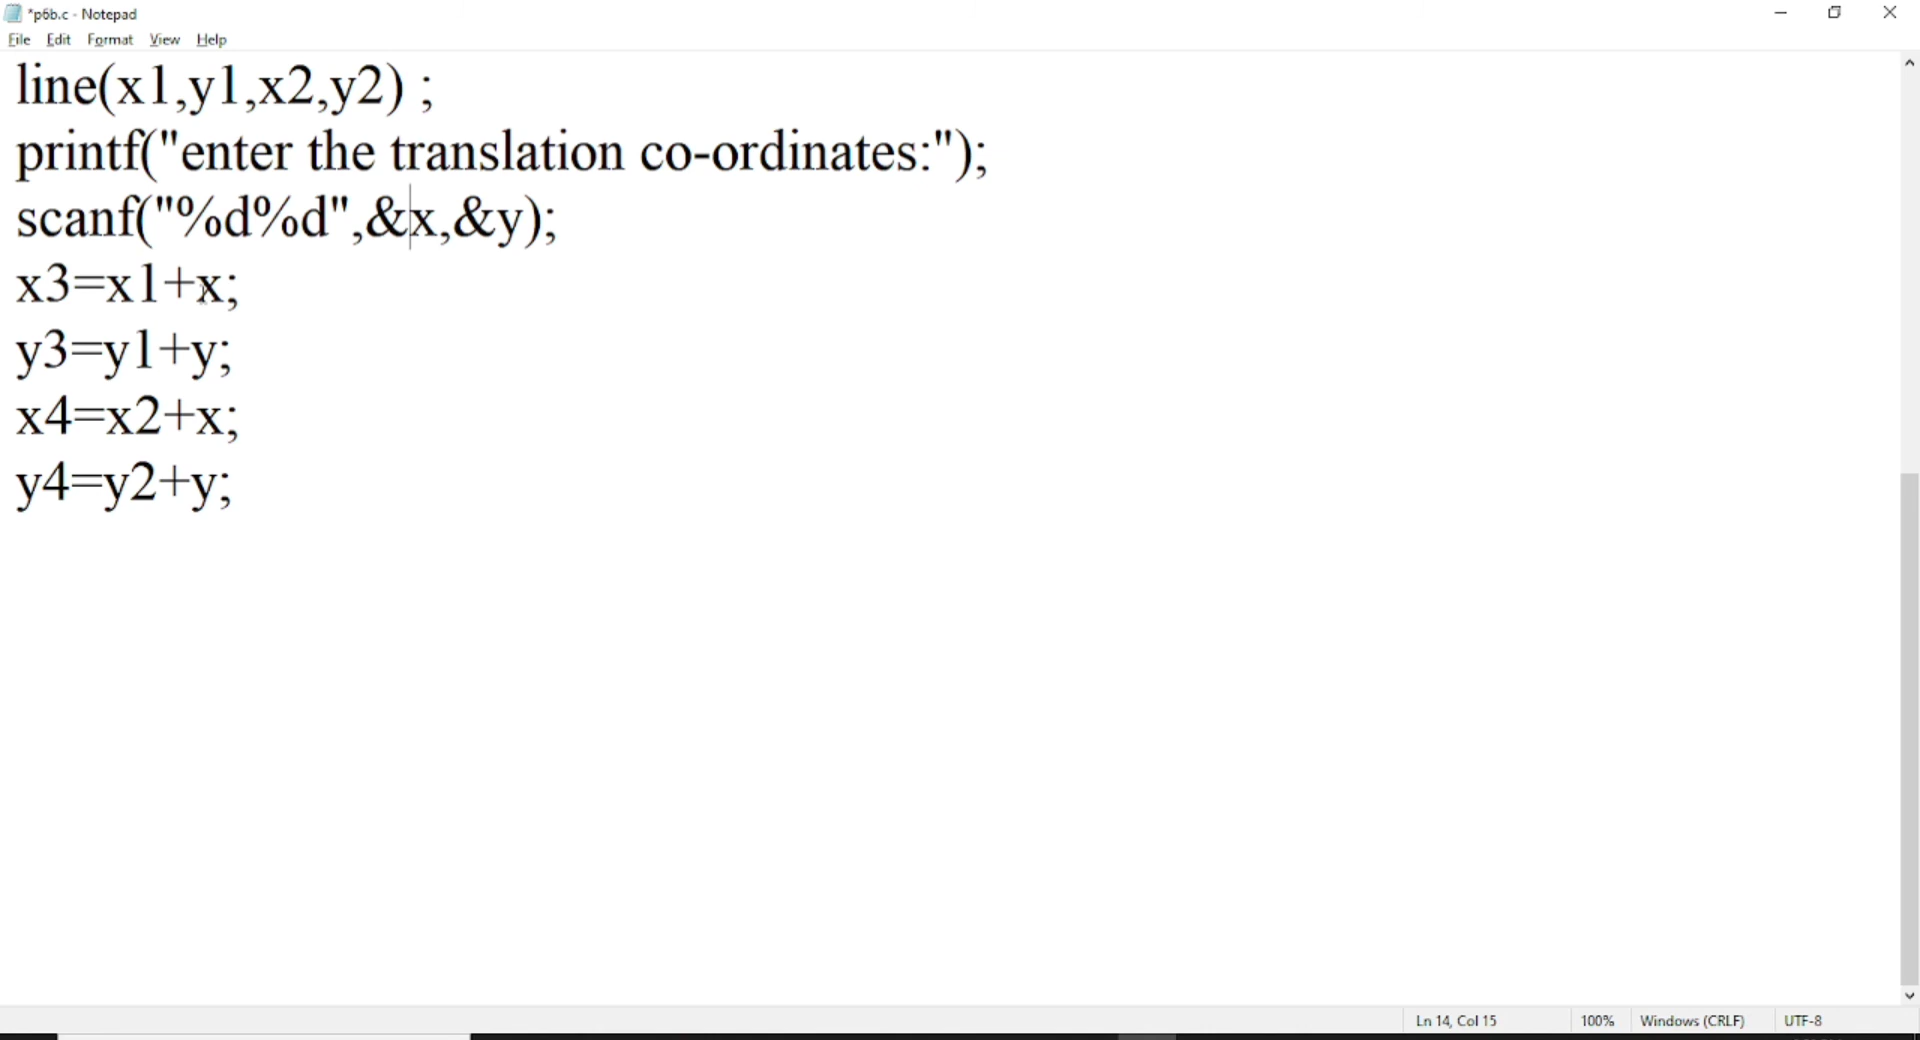 *p6b.c - Notepad
File Edit Format View Help
line(x1,y1,x2,y2) ;
printf("enter the translation co-ordinates:");
scanf("%d%d",&x,&y);
x3=x1+x;
y3=y1+y;
x4=x2+x;
y4=y2+y;
Ln 14, Col 15 100% Windows (CRLF) UTF-8